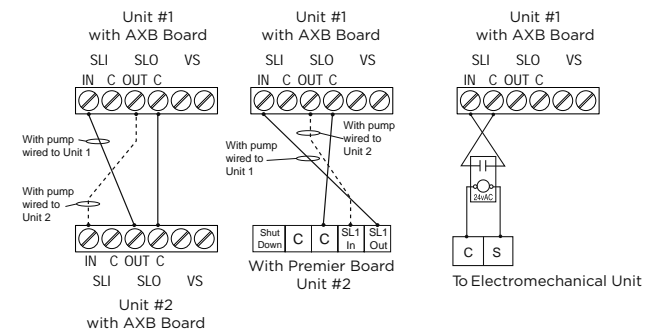 Unit #1
with AXB Board
SLI SLO VS
IN C OUT C
With pump
wired to Unit 1
With pump
wired to
Unit 2
IN C OUT C
SLI SLO VS
Unit #2
with AXB Board
Unit #1
with AXB Board
SLI SLO VS
IN C OUT C
With pump
wired to
Unit 2
With pump
wired to
Unit 1
Shut
Down
C
C
SL1
In
SL1
Out
With Premier Board
Unit #2
Unit #1
with AXB Board
SLI SLO VS
IN C OUT C
24vAC
C S
To Electromechanical Unit